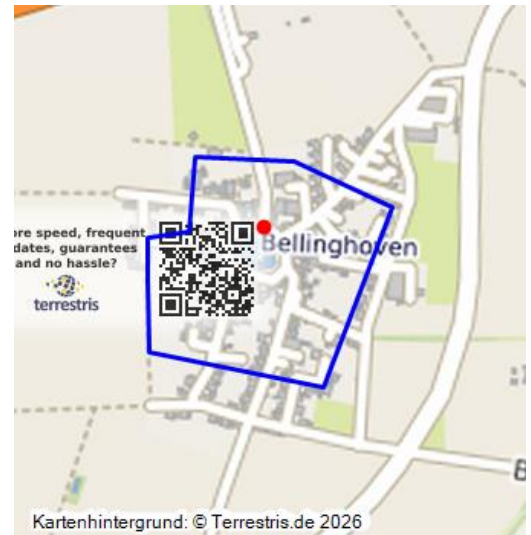 ore speed, frequent
dates, guarantees
and no hassle?
terrestris
Bellinghoven
B
Kartenhintergrund: © Terrestris.de 2026